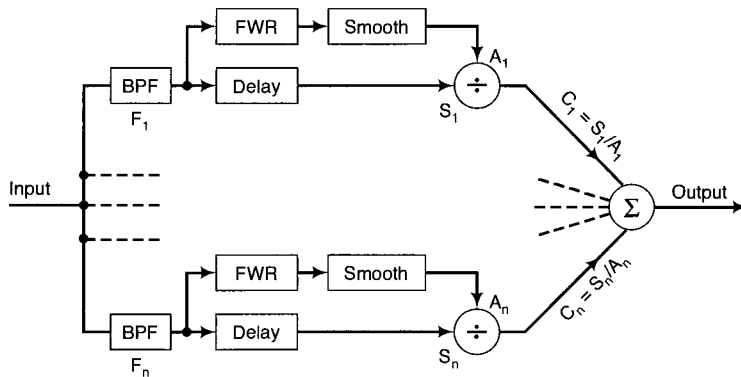 FWR
Smooth
A1
BPF
Delay
÷
F1
S1
C1 = S1/A1
Input
Σ
Output
FWR
Smooth
An
BPF
Delay
÷
Fn
Sn
Cn = Sn/An